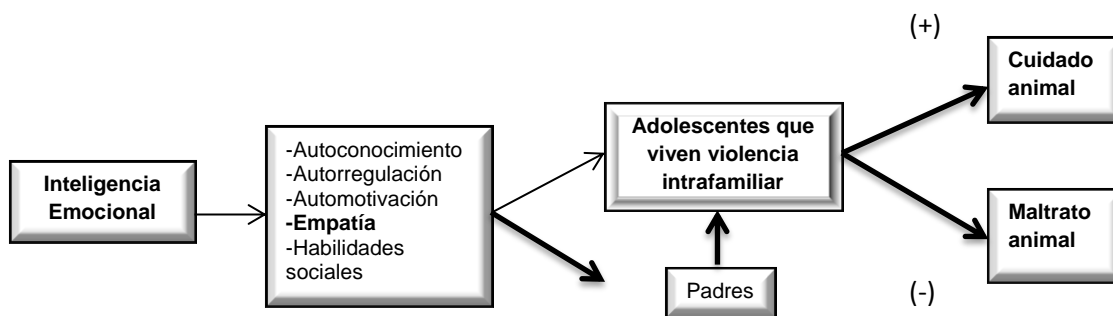 Inteligencia
Emocional
-Autoconocimiento
-Autorregulación
-Automotivación
-Empatía
-Habilidades
sociales
Adolescentes que
viven violencia
intrafamiliar
Padres
(+)
Cuidado
animal
Maltrato
animal
(-)